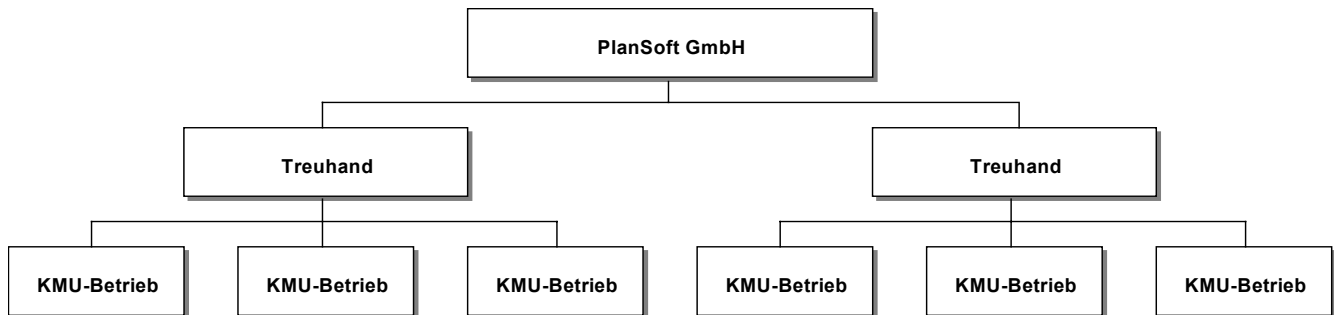 PlanSoft GmbH
Treuhand
Treuhand
KMU-Betrieb
KMU-Betrieb
KMU-Betrieb
KMU-Betrieb
KMU-Betrieb
KMU-Betrieb